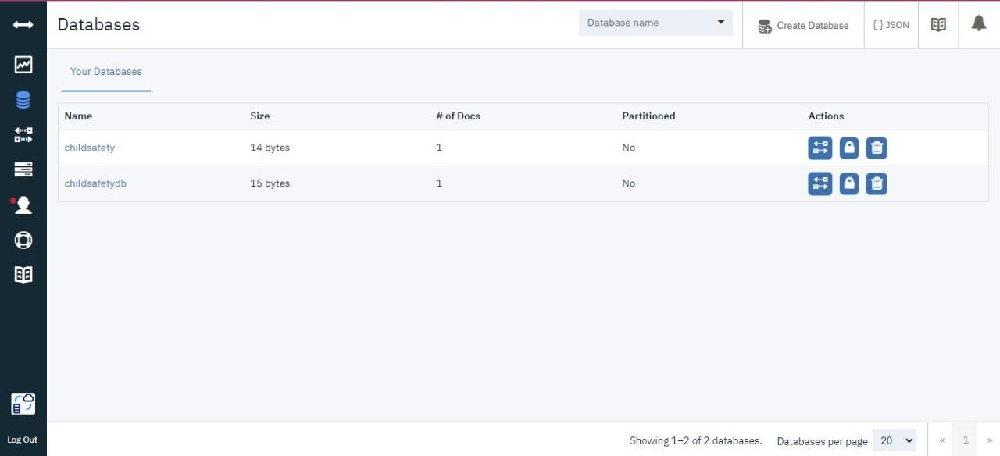 Databases
Database name
Create Database
{ } JSON
Your Databases
Name Size # of Docs Partitioned Actions
childsafety 14 bytes 1 No
childsafetydb 15 bytes 1 No
Log Out
Showing 1–2 of 2 databases. Databases per page 20 « 1 »